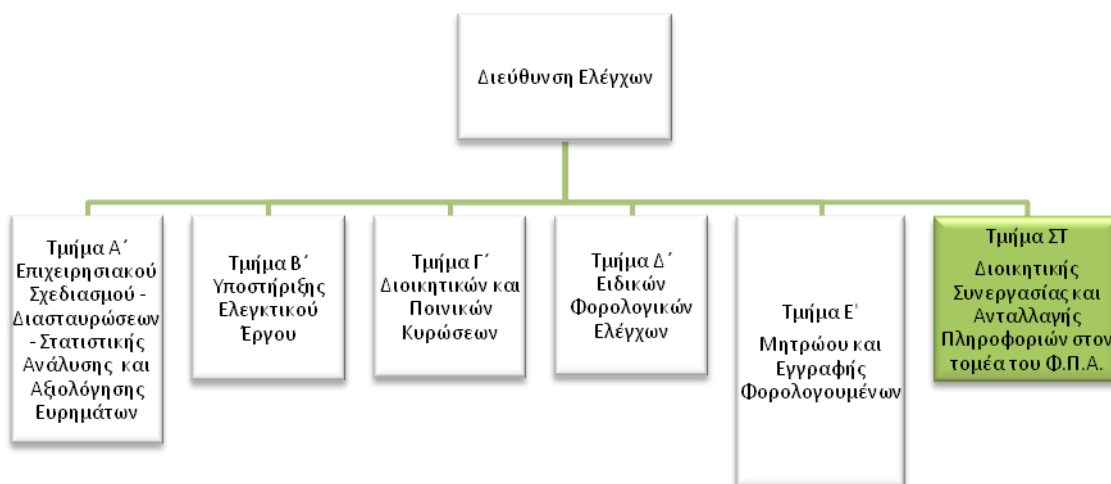 Διεύθυνση Ελέγχων
Τμήμα Α΄
Επιχειρησιακού
Σχεδιασμού -
Διασταυρώσεων
- Στατιστικής
Ανάλυσης και
Αξιολόγησης
Ευρημάτων
Τμήμα Β΄
Υποστήριξης
Ελεγκτικού
Έργου
Τμήμα Γ΄
Διοικητικών και
Ποινικών
Κυρώσεων
Τμήμα Δ΄
Ειδικών
Φορολογικών
Ελέγχων
Τμήμα Ε'
Μητρώου και
Εγγραφής
Φορολογουμένων
Τμήμα ΣΤ
Διοικητικής
Συνεργασίας και
Ανταλλαγής
Πληροφοριών στον
τομέα του Φ.Π.Α.